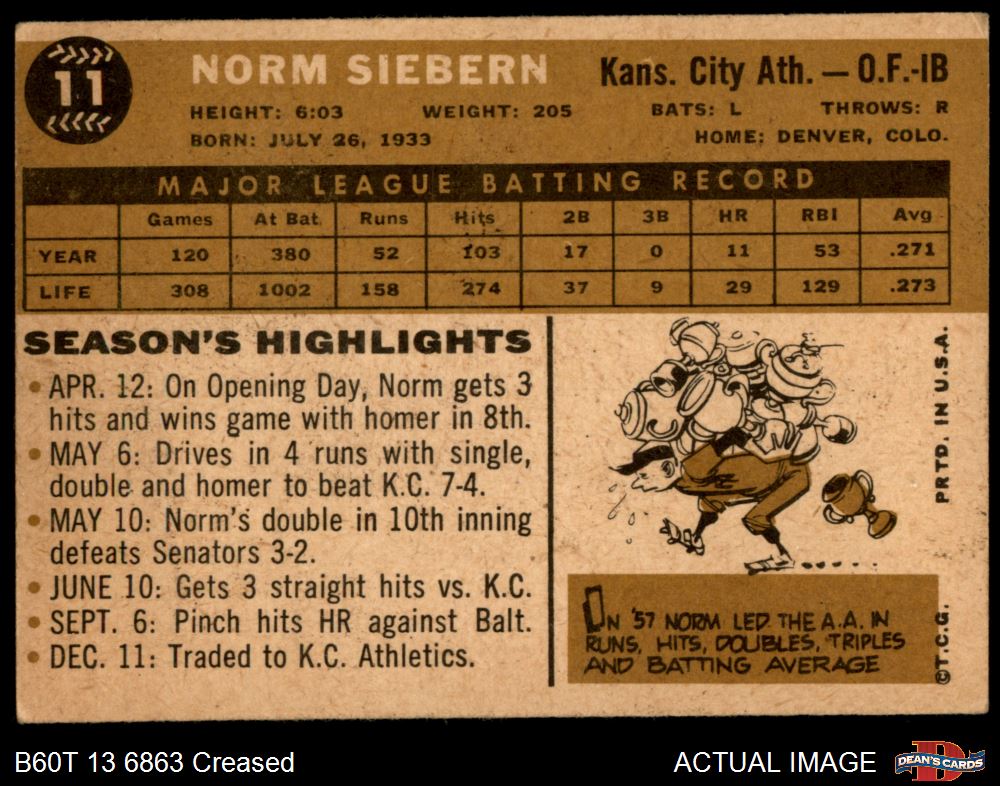 11
NORM SIEBERN
Kans. City Ath. — O.F.-IB
HEIGHT: 6:03 WEIGHT: 205 BATS: L THROWS: R
BORN: JULY 26, 1933 HOME: DENVER, COLO.
MAJOR LEAGUE BATTING RECORD
Games At Bat Runs Hits 2B 3B HR RBI Avg
YEAR 120 380 52 103 17 0 11 53 .271
LIFE 308 1002 158 274 37 9 29 129 .273
SEASON'S HIGHLIGHTS
• APR. 12: On Opening Day, Norm gets 3
hits and wins game with homer in 8th.
• MAY 6: Drives in 4 runs with single,
double and homer to beat K.C. 7-4.
• MAY 10: Norm's double in 10th inning
defeats Senators 3-2.
• JUNE 10: Gets 3 straight hits vs. K.C.
• SEPT. 6: Pinch hits HR against Balt.
• DEC. 11: Traded to K.C. Athletics.
IN '57 NORM LED THE A.A. IN
RUNS, HITS, DOUBLES, TRIPLES
AND BATTING AVERAGE
©T.C.G. PRTD. IN U.S.A.
B60T 13 6863 Creased
ACTUAL IMAGE
DEAN'S CARDS